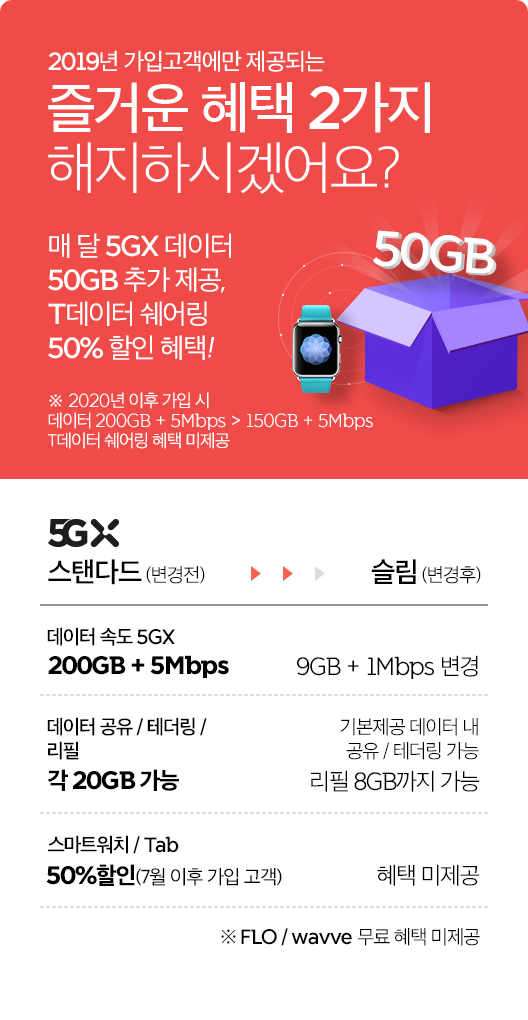 2019년 가입고객에만 제공되는
즐거운 혜택 2가지
해지하시겠어요?
매 달 5GX 데이터
50GB 추가 제공,
T데이터 쉐어링
50% 할인 혜택!
50GB
※ 2020년 이후 가입 시
데이터 200GB + 5Mbps > 150GB + 5Mbps
T데이터 쉐어링 혜택 미제공
5GX
스탠다드 (변경전)
슬림 (변경후)
데이터 속도 5GX
200GB + 5Mbps
9GB + 1Mbps 변경
데이터 공유 / 테더링 /
리필
각 20GB 가능
기본제공 데이터 내
공유 / 테더링 가능
리필 8GB까지 가능
스마트워치 / Tab
50%할인(7월 이후 가입 고객)
혜택 미제공
※ FLO / wavve 무료 혜택 미제공